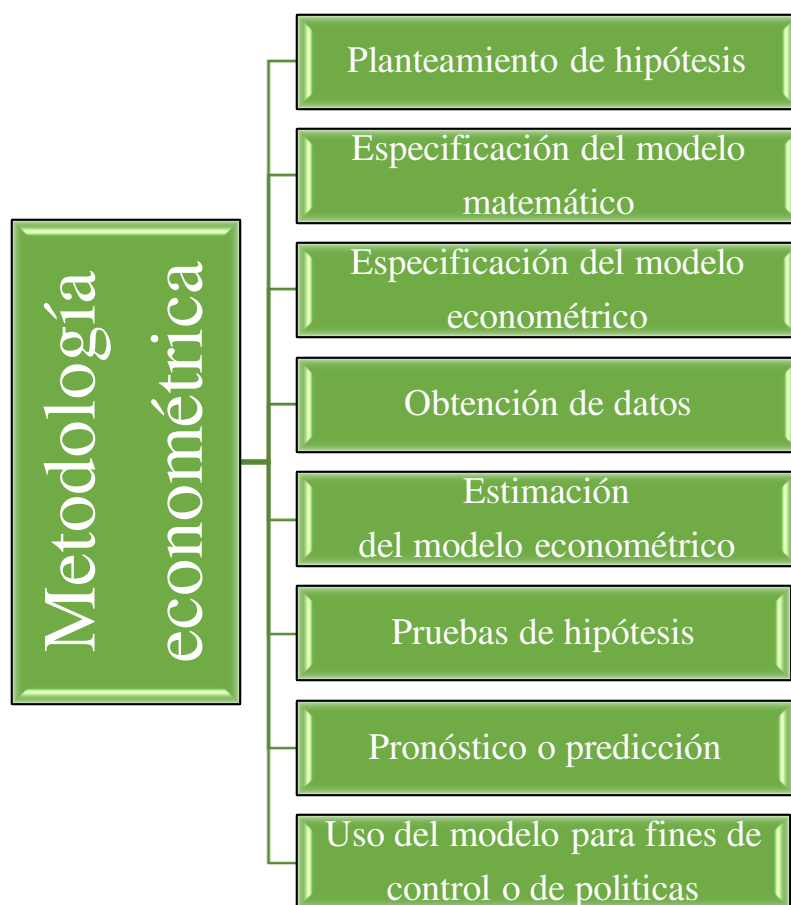 Metodología
econométrica
Planteamiento de hipótesis
Especificación del modelo
matemático
Especificación del modelo
econométrico
Obtención de datos
Estimación
del modelo econométrico
Pruebas de hipótesis
Pronóstico o predicción
Uso del modelo para fines de
control o de politicas